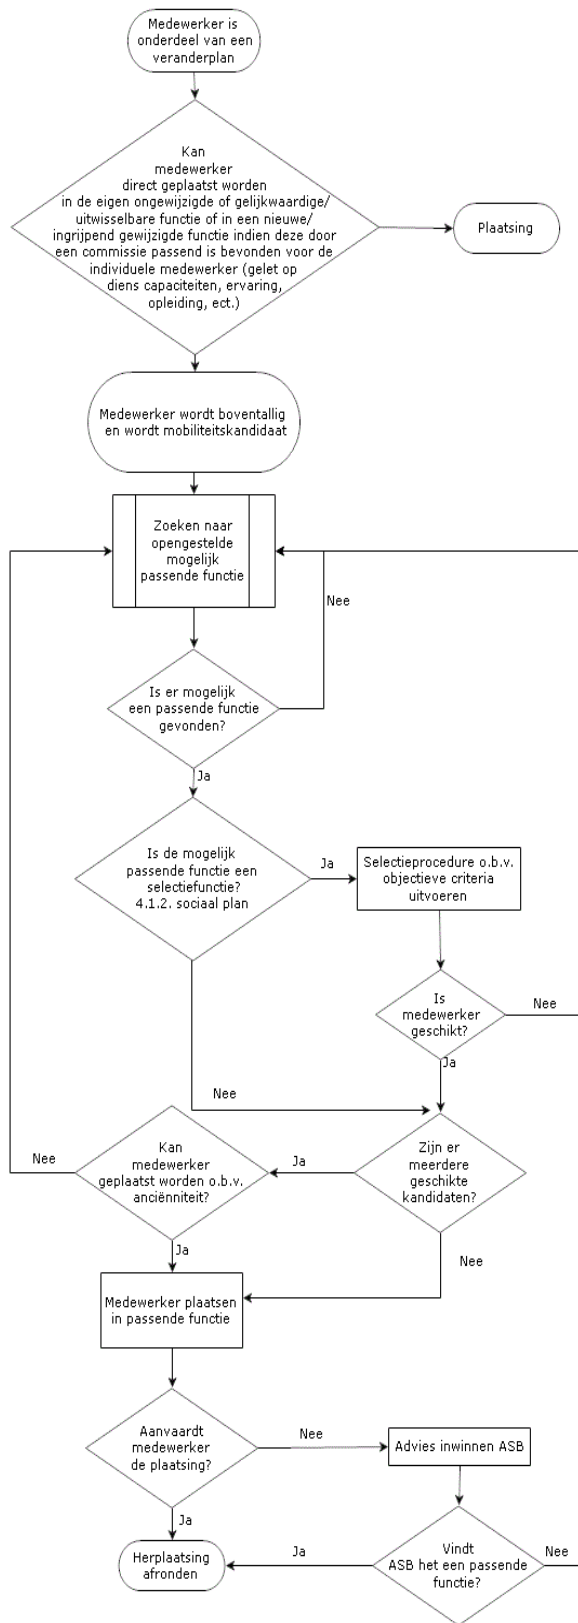 Medewerker is
onderdeel van een
veranderplan
Kan
medewerker
direct geplaatst worden
in de eigen ongewijzigde of gelijkwaardige/
uitwisselbare functie of in een nieuwe/
ingrijpend gewijzigde functie indien deze door
een commissie passend is bevonden voor de
individuele medewerker (gelet op
diens capaciteiten, ervaring,
opleiding, ect.)
Plaatsing
Medewerker wordt boventallig
en wordt mobiliteitskandidaat
Zoeken naar
opengestelde
mogelijk
passende functie
Nee
Is er mogelijk
een passende functie
gevonden?
Ja
Is de mogelijk
passende functie een
selectiefunctie?
4.1.2. sociaal plan
Ja
Selectieprocedure o.b.v.
objectieve criteria
uitvoeren
Is
medewerker
geschikt?
Nee
Ja
Nee
Zijn er
meerdere
geschikte
kandidaten?
Ja
Kan
medewerker
geplaatst worden o.b.v.
anciënniteit?
Nee
Ja
Nee
Medewerker plaatsen
in passende functie
Aanvaardt
medewerker
de plaatsing?
Nee
Advies inwinnen ASB
Ja
Vindt
ASB het een passende
functie?
Ja
Nee
Herplaatsing
afronden